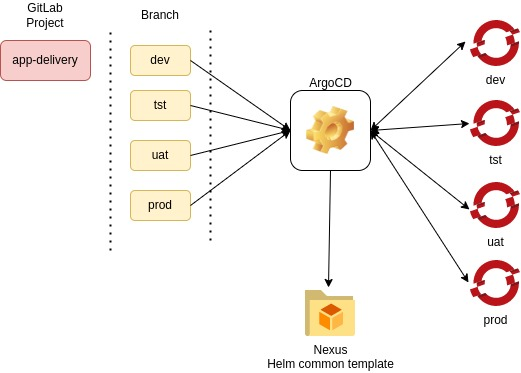 GitLab
Project
Branch
app-delivery
dev
tst
uat
prod
ArgoCD
dev
tst
uat
prod
Nexus
Helm common template